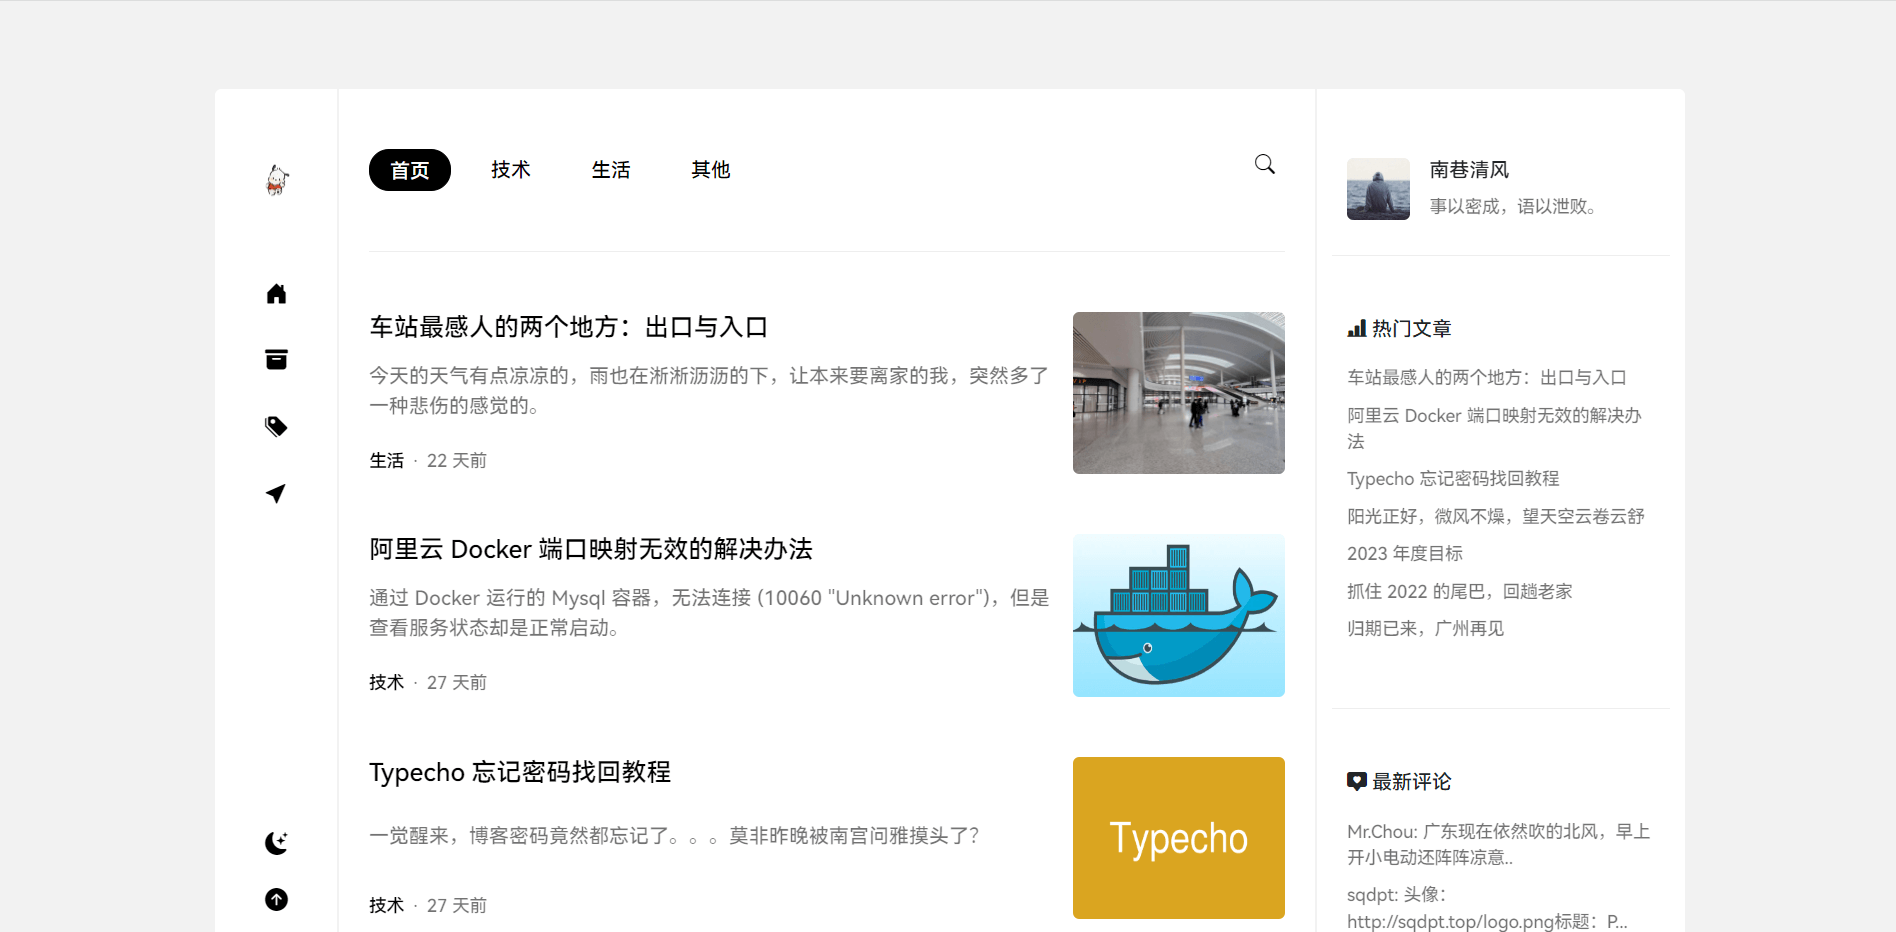 首页
技术
生活
其他
车站最感人的两个地方：出口与入口
今天的天气有点凉凉的，雨也在淅淅沥沥的下，让本来要离家的我，突然多了
一种悲伤的感觉的。
生活 · 22 天前
阿里云 Docker 端口映射无效的解决办法
通过 Docker 运行的 Mysql 容器，无法连接 (10060 "Unknown error")，但是
查看服务状态却是正常启动。
技术 · 27 天前
Typecho 忘记密码找回教程
一觉醒来，博客密码竟然都忘记了。。。莫非昨晚被南宫问雅摸头了？
技术 · 27 天前
Typecho
南巷清风
事以密成，语以泄败。
热门文章
车站最感人的两个地方：出口与入口
阿里云 Docker 端口映射无效的解决办
法
Typecho 忘记密码找回教程
阳光正好，微风不燥，望天空云卷云舒
2023 年度目标
抓住 2022 的尾巴，回趟老家
归期已来，广州再见
最新评论
Mr.Chou: 广东现在依然吹的北风，早上
开小电动还阵阵凉意..
sqdpt: 头像：
http://sqdpt.top/logo.png标题：P...